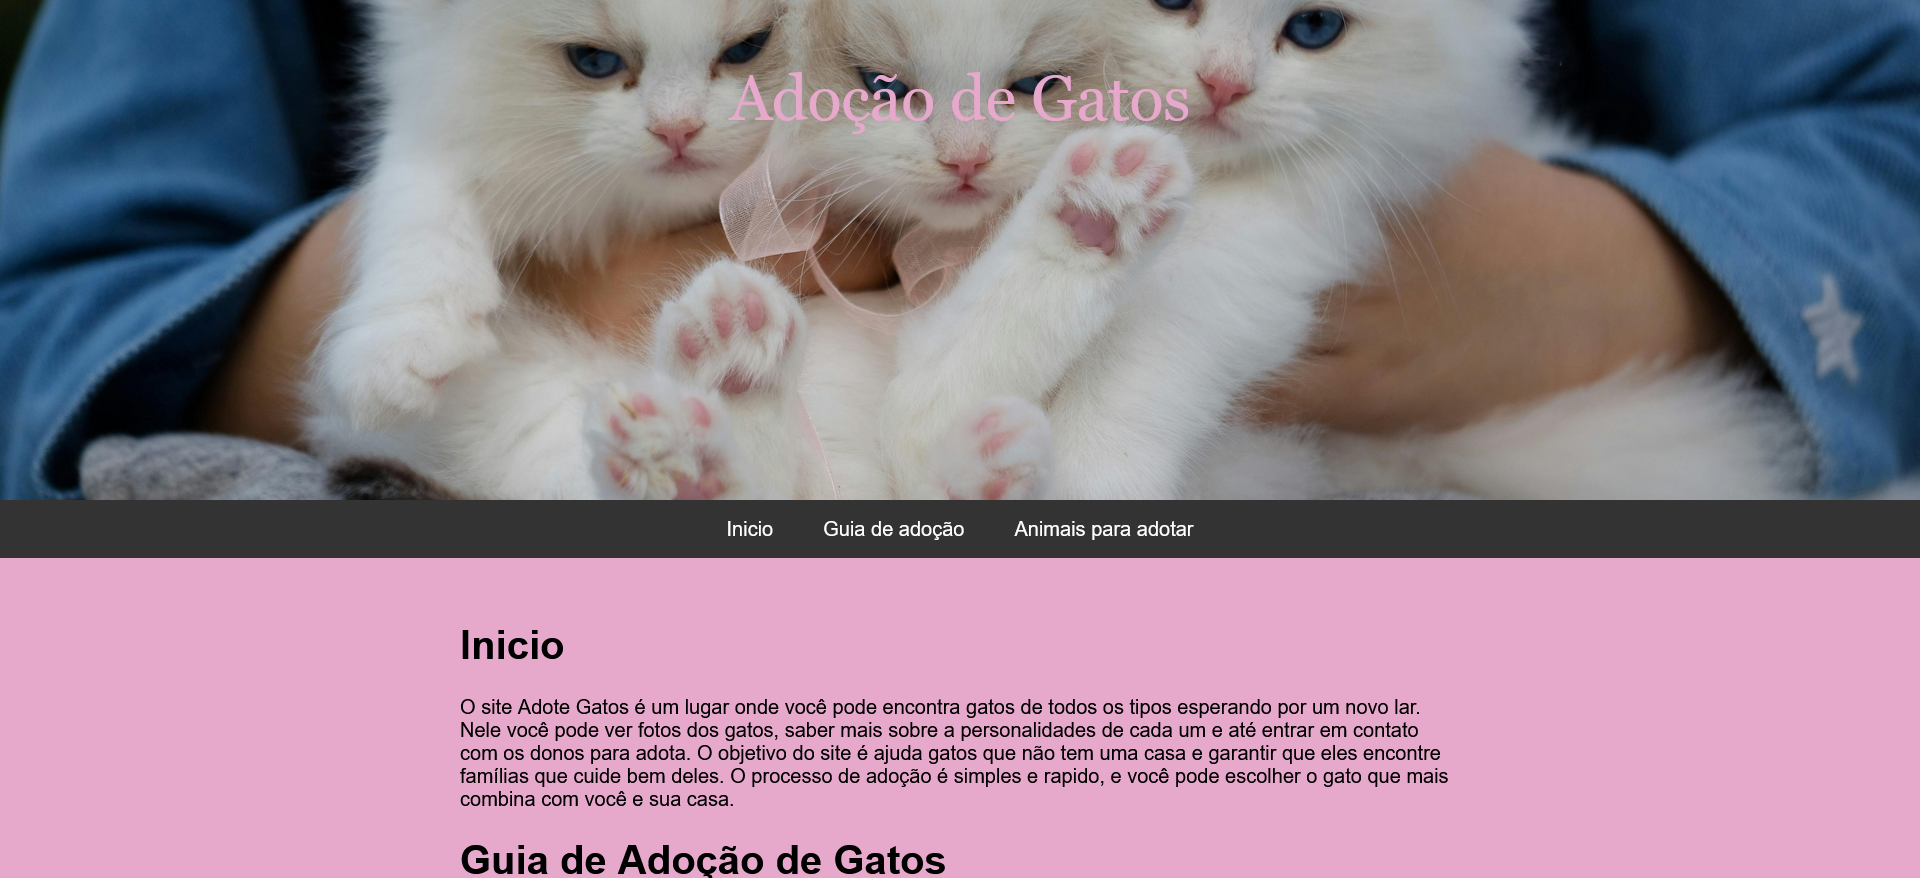 Adoção de Gatos
Inicio Guia de adoção Animais para adotar
Inicio
O site Adote Gatos é um lugar onde você pode encontra gatos de todos os tipos esperando por um novo lar.
Nele você pode ver fotos dos gatos, saber mais sobre a personalidades de cada um e até entrar em contato
com os donos para adota. O objetivo do site é ajuda gatos que não tem uma casa e garantir que eles encontre
famílias que cuide bem deles. O processo de adoção é simples e rapido, e você pode escolher o gato que mais
combina com você e sua casa.
Guia de Adoção de Gatos